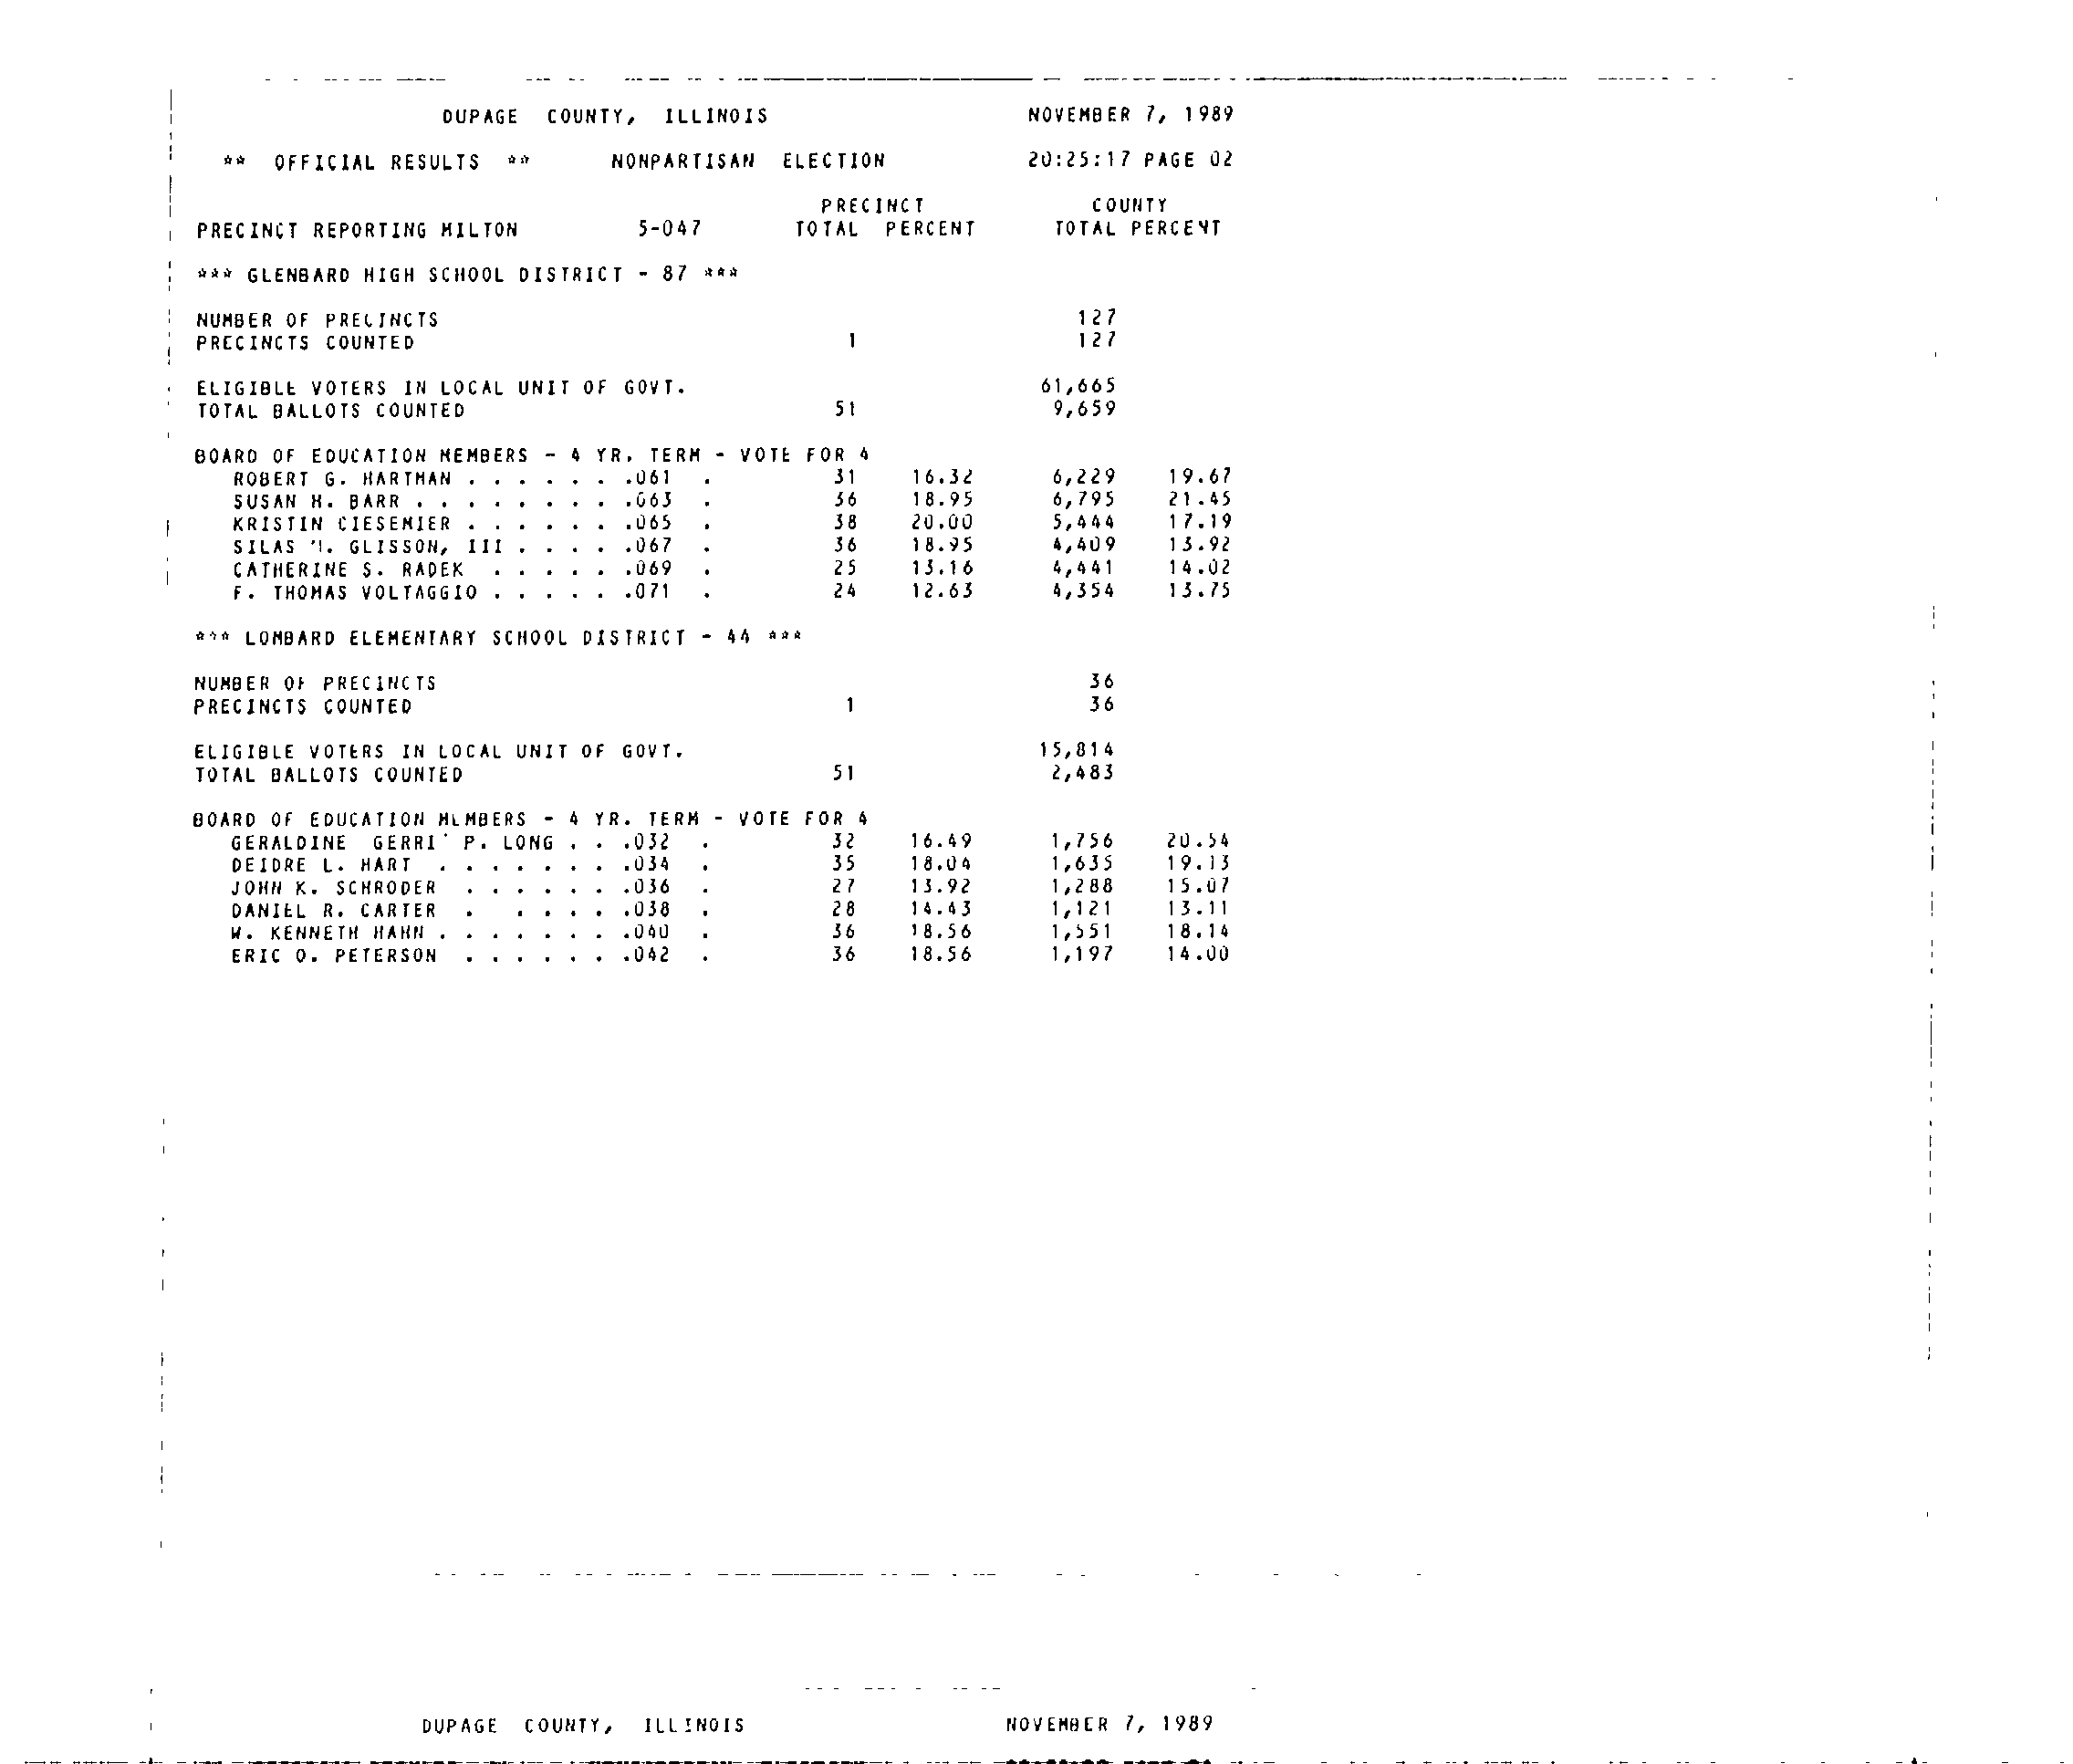 DUPAGE COUNTY, ILLINOIS NOVEMBER 7, 1989
** OFFICIAL RESULTS ** NONPARTISAN ELECTION 20:25:17 PAGE 02
PRECINCT COUNTY
PRECINCT REPORTING MILTON 5-047 TOTAL PERCENT TOTAL PERCENT
*** GLENBARD HIGH SCHOOL DISTRICT - 87 ***
NUMBER OF PRECINCTS 127
PRECINCTS COUNTED 1 127
ELIGIBLE VOTERS IN LOCAL UNIT OF GOVT. 61,665
TOTAL BALLOTS COUNTED 51 9,659
BOARD OF EDUCATION MEMBERS - 4 YR. TERM - VOTE FOR 4
ROBERT G. HARTMAN . . . . . . .061 . 31 16.32 6,229 19.67
SUSAN H. BARR . . . . . . . . .063 . 36 18.95 6,795 21.45
KRISTIN CIESEMIER . . . . . . .065 . 38 20.00 5,444 17.19
SILAS GLISSON, III . . . . .067 . 36 18.95 4,409 13.92
CATHERINE S. RADEK . . . . . .069 . 25 13.16 4,441 14.02
F. THOMAS VOLTAGGIO . . . . . .071 . 24 12.63 4,354 13.75
*** LOMBARD ELEMENTARY SCHOOL DISTRICT - 44 ***
NUMBER OF PRECINCTS 36
PRECINCTS COUNTED 1 36
ELIGIBLE VOTERS IN LOCAL UNIT OF GOVT. 15,814
TOTAL BALLOTS COUNTED 51 2,483
BOARD OF EDUCATION MEMBERS - 4 YR. TERM - VOTE FOR 4
GERALDINE GERRI' P. LONG . . .032 . 32 16.49 1,756 20.54
DEIDRE L. HART . . . . . . . .034 . 35 18.04 1,635 19.13
JOHN K. SCHRODER . . . . . . .036 . 27 13.92 1,288 15.07
DANIEL R. CARTER . . . . . .038 . 28 14.43 1,121 13.11
W. KENNETH HAHN . . . . . . . .040 . 36 18.56 1,551 18.14
ERIC O. PETERSON . . . . . . .042 . 36 18.56 1,197 14.00
DUPAGE COUNTY, ILLINOIS NOVEMBER 7, 1989